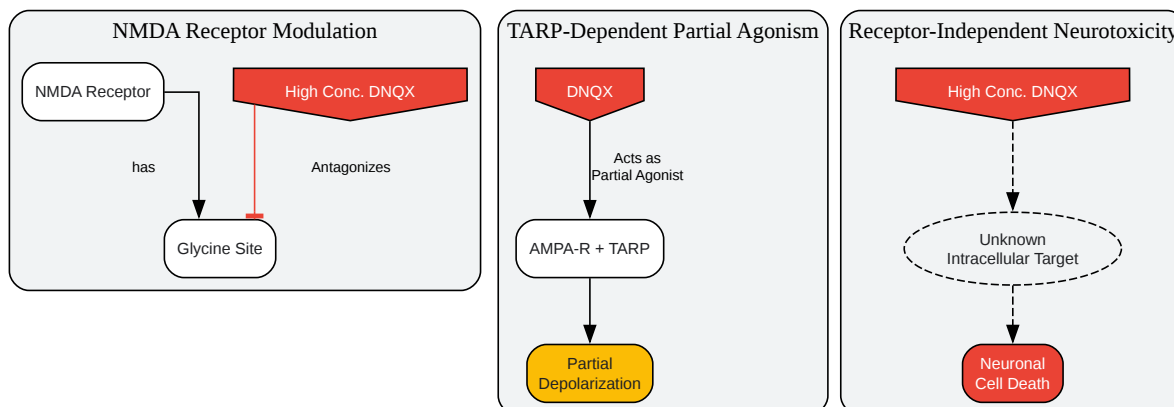 NMDA Receptor Modulation
NMDA Receptor
High Conc. DNQX
has
Antagonizes
Glycine Site
TARP-Dependent Partial Agonism
DNQX
Acts as
Partial Agonist
AMPA-R + TARP
Partial
Depolarization
Receptor-Independent Neurotoxicity
High Conc. DNQX
Unknown
Intracellular Target
Neuronal
Cell Death